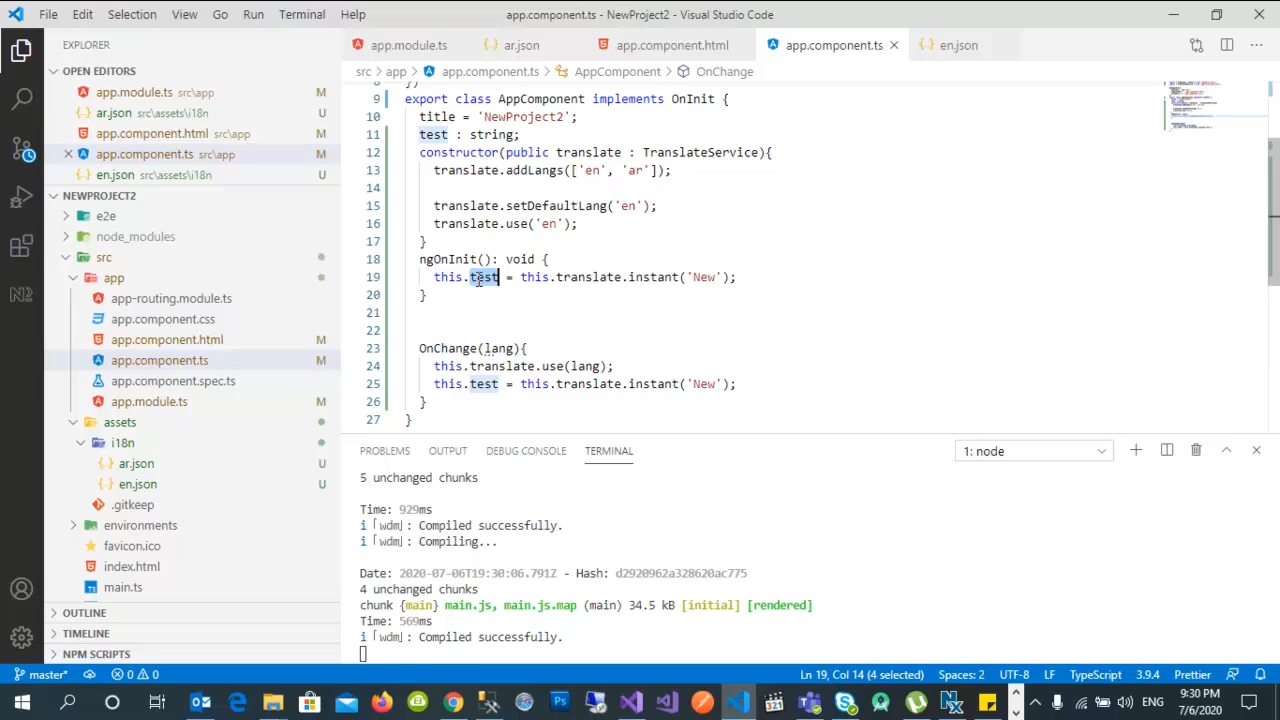 File Edit Selection View Go Run Terminal Help app.component.ts - NewProject2 - Visual Studio Code
EXPLORER
OPEN EDITORS
app.module.ts src\app M
ar.json src\assets\i18n U
app.component.html src\app M
app.component.ts src\app M
en.json src\assets\i18n U
NEWPROJECT2
e2e
node_modules
src
app
app-routing.module.ts
app.component.css
app.component.html M
app.component.ts M
app.component.spec.ts
app.module.ts M
assets
i18n
ar.json U
en.json U
.gitkeep
environments
favicon.ico
index.html
main.ts
OUTLINE
TIMELINE
NPM SCRIPTS
app.module.ts ar.json app.component.html app.component.ts en.json
src > app > app.component.ts > AppComponent > OnChange
8 })
9 export class AppComponent implements OnInit {
10 title = 'NewProject2';
11 test : string;
12 constructor(public translate : TranslateService){
13 translate.addLangs(['en', 'ar']);
14
15 translate.setDefaultLang('en');
16 translate.use('en');
17 }
18 ngOnInit(): void {
19 this.test = this.translate.instant('New');
20 }
21
22
23 OnChange(lang){
24 this.translate.use(lang);
25 this.test = this.translate.instant('New');
26 }
27 }
PROBLEMS OUTPUT DEBUG CONSOLE TERMINAL 1: node
5 unchanged chunks
Time: 929ms
i「wdm」: Compiled successfully.
i「wdm」: Compiling...
Date: 2020-07-06T19:30:06.791Z - Hash: d2920962a328620ac775
4 unchanged chunks
chunk {main} main.js, main.js.map (main) 34.5 kB [initial] [rendered]
Time: 569ms
i「wdm」: Compiled successfully.
master* 0 0 Ln 19, Col 14 (4 selected) Spaces: 2 UTF-8 LF TypeScript 3.9.4 Prettier
ENG 9:30 PM
7/6/2020